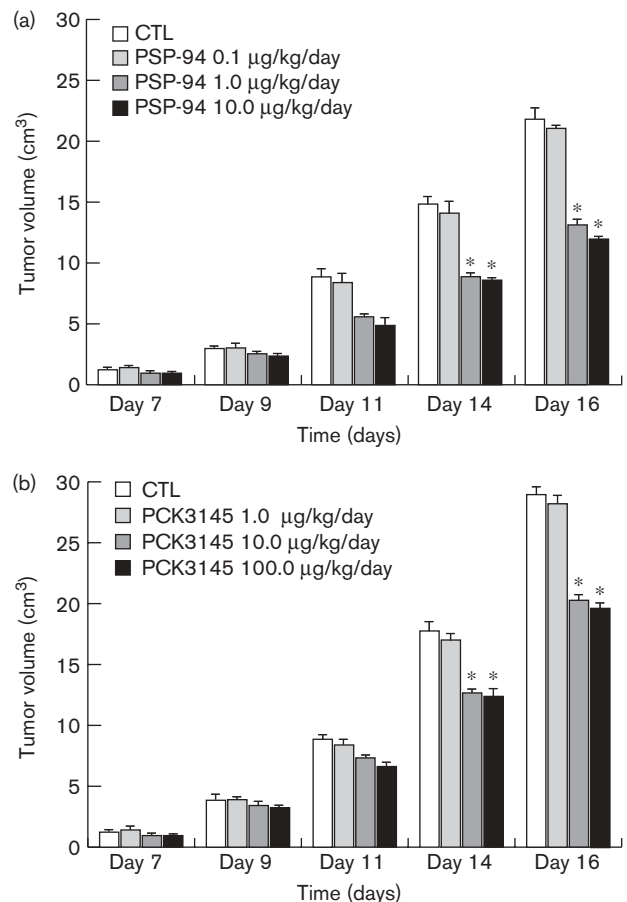 (a)
30
25
20
15
10
5
0
Tumor volume (cm³)
CTL
PSP-94 0.1 μg/kg/day
PSP-94 1.0 μg/kg/day
PSP-94 10.0 μg/kg/day
* *
* *
Day 7 Day 9 Day 11 Day 14 Day 16
Time (days)
(b)
30
25
20
15
10
5
0
Tumor volume (cm³)
CTL
PCK3145 1.0 μg/kg/day
PCK3145 10.0 μg/kg/day
PCK3145 100.0 μg/kg/day
* *
* *
Day 7 Day 9 Day 11 Day 14 Day 16
Time (days)